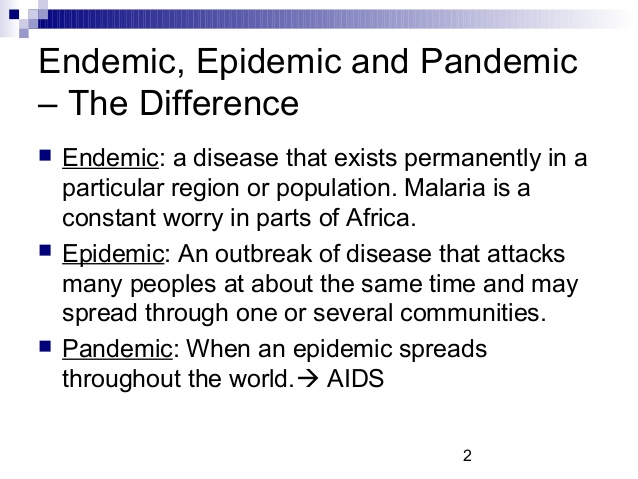 Endemic, Epidemic and Pandemic
– The Difference
Endemic: a disease that exists permanently in a
particular region or population. Malaria is a
constant worry in parts of Africa.
Epidemic: An outbreak of disease that attacks
many peoples at about the same time and may
spread through one or several communities.
Pandemic: When an epidemic spreads
throughout the world.→ AIDS
2